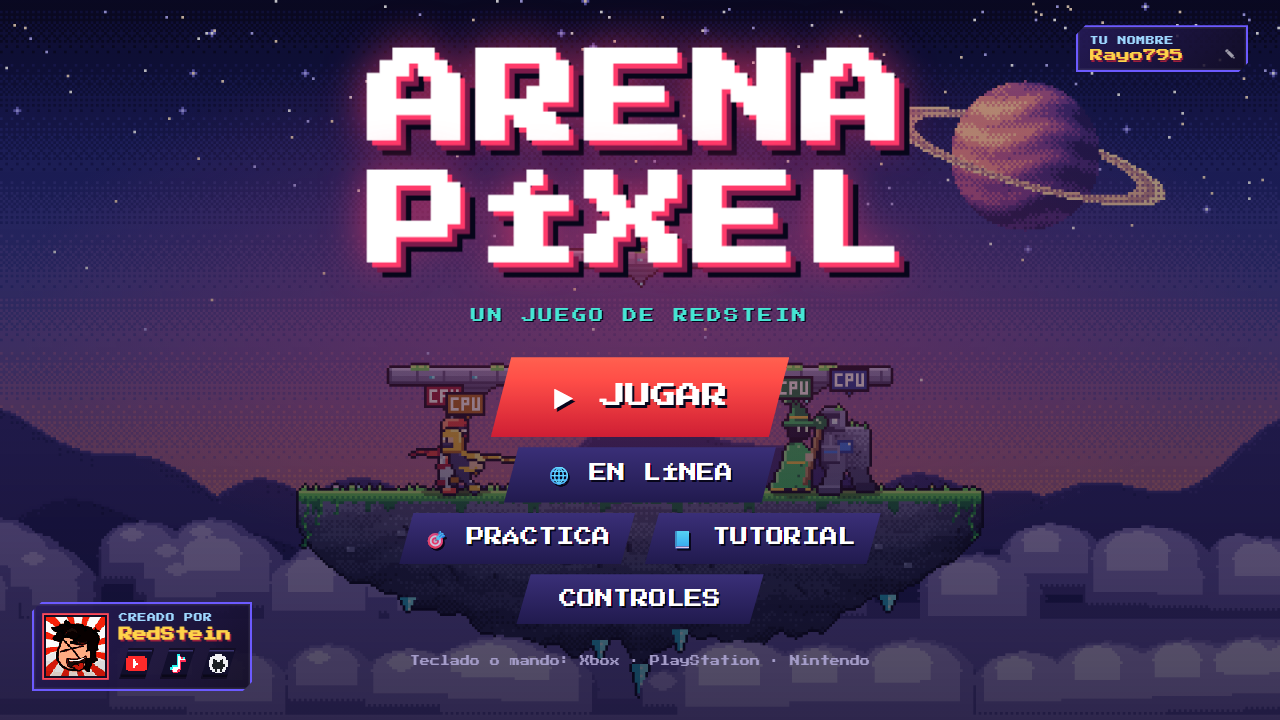 TU NOMBRE
Rayo795
ARENA
PíXEL
UN JUEGO DE REDSTEIN
JUGAR
CPU
CPU
CPU
EN LíNEA
PRáCTICA
TUTORIAL
CONTROLES
CREADO POR
RedStein
Teclado o mando: Xbox · PlayStation · Nintendo